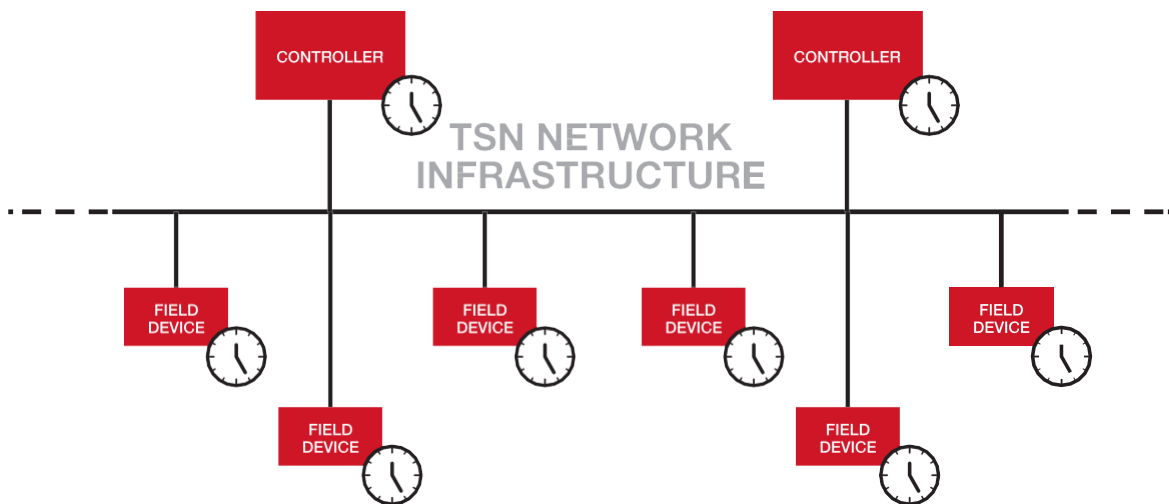 CONTROLLER
CONTROLLER
TSN NETWORK
INFRASTRUCTURE
FIELD
DEVICE
FIELD
DEVICE
FIELD
DEVICE
FIELD
DEVICE
FIELD
DEVICE
FIELD
DEVICE